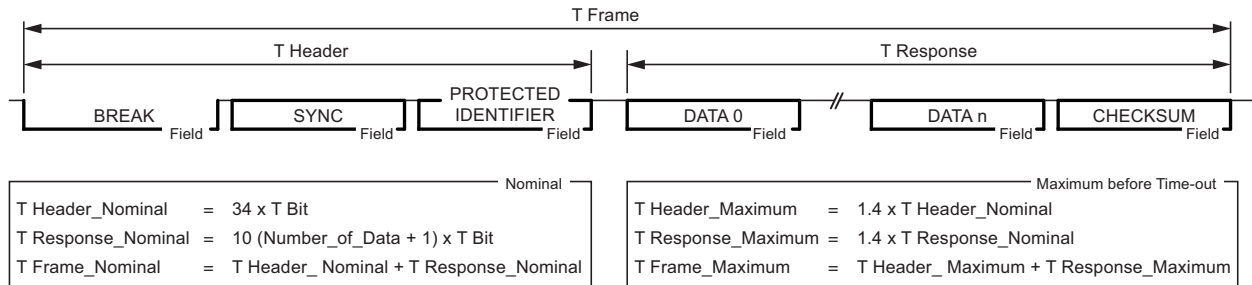 T Frame
T Header
T Response
BREAK
Field
SYNC
Field
PROTECTED
IDENTIFIER
Field
DATA 0
Field
DATA n
Field
CHECKSUM
Field
Nominal
T Header_Nominal = 34 x T Bit
T Response_Nominal = 10 (Number_of_Data + 1) x T Bit
T Frame_Nominal = T Header_ Nominal + T Response_Nominal
Maximum before Time-out
T Header_Maximum = 1.4 x T Header_Nominal
T Response_Maximum = 1.4 x T Response_Nominal
T Frame_Maximum = T Header_ Maximum + T Response_Maximum